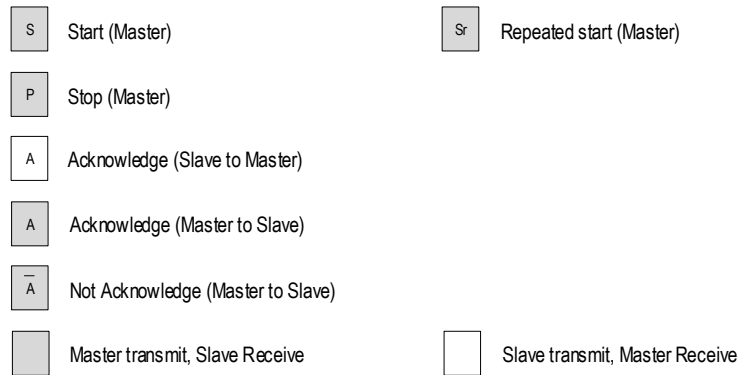 S Start (Master) Sr Repeated start (Master)
P Stop (Master)
A Acknowledge (Slave to Master)
A Acknowledge (Master to Slave)
A̅ Not Acknowledge (Master to Slave)
Master transmit, Slave Receive Slave transmit, Master Receive